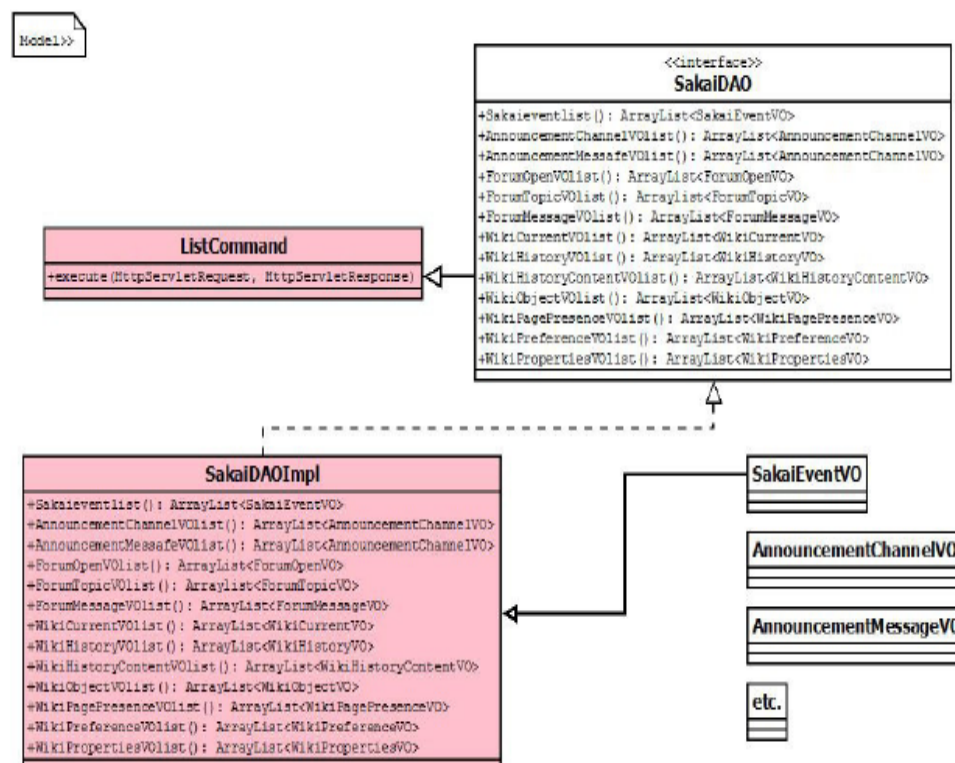 Model>>
<<interface>>
SakaiDAO
+Sakaieventlist(): ArrayList<SakaiEventVO>
+AnnouncementChannelVOlist(): ArrayList<AnnouncementChannelVO>
+AnnouncementMessafeVOlist(): ArrayList<AnnouncementChannelVO>
+ForumOpenVOlist(): ArrayList<ForumOpenVO>
+ForumTopicVOlist(): Arraylist<ForumTopicVO>
+ForumMessageVOlist(): ArrayList<ForumMessageVO>
+WikiCurrentVOlist(): ArrayList<WikiCurrentVO>
+WikiHistoryVOlist(): ArrayList<WikiHistoryVO>
+WikiHistoryContentVOlist(): ArrayList<WikiHistoryContentVO>
+WikiObjectVOlist(): ArrayList<WikiObjectVO>
+WikiPagePresenceVOlist(): ArrayList<WikiPagePresenceVO>
+WikiPreferenceVOlist(): ArrayList<WikiPreferenceVO>
+WikiPropertiesVOlist(): ArrayList<WikiPropertiesVO>
ListCommand
+execute(HttpServletRequest, HttpServletResponse)
SakaiDAOImpl
+Sakaieventlist(): ArrayList<SakaiEventVO>
+AnnouncementChannelVOlist(): ArrayList<AnnouncementChannelVO>
+AnnouncementMessafeVOlist(): ArrayList<AnnouncementChannelVO>
+ForumOpenVOlist(): ArrayList<ForumOpenVO>
+ForumTopicVOlist(): Arraylist<ForumTopicVO>
+ForumMessageVOlist(): ArrayList<ForumMessageVO>
+WikiCurrentVOlist(): ArrayList<WikiCurrentVO>
+WikiHistoryVOlist(): ArrayList<WikiHistoryVO>
+WikiHistoryContentVOlist(): ArrayList<WikiHistoryContentVO>
+WikiObjectVOlist(): ArrayList<WikiObjectVO>
+WikiPagePresenceVOlist(): ArrayList<WikiPagePresenceVO>
+WikiPreferenceVOlist(): ArrayList<WikiPreferenceVO>
+WikiPropertiesVOlist(): ArrayList<WikiPropertiesVO>
SakaiEventVO
AnnouncementChannelVO
AnnouncementMessageVO
etc.